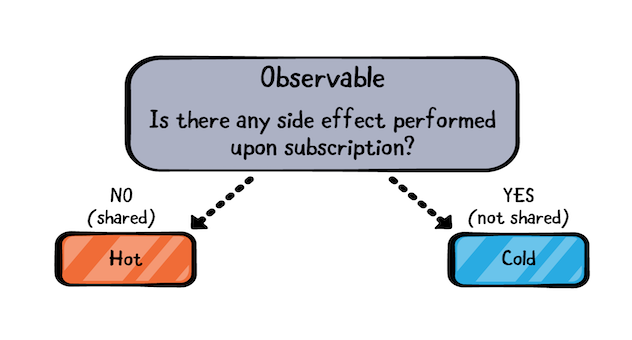 Observable
Is there any side effect performed
upon subscription?
NO
(shared)
YES
(not shared)
Hot
Cold